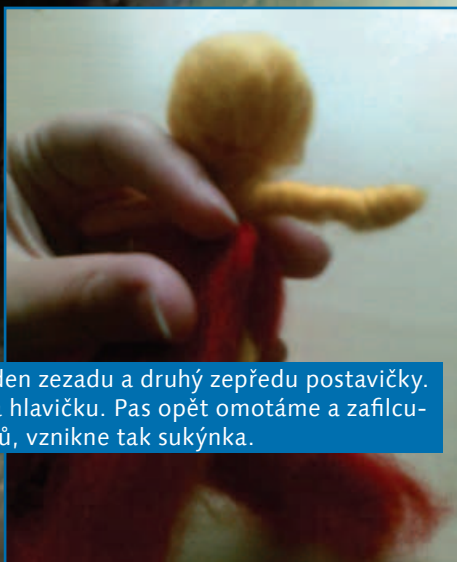 den zezadu a druhý zepředu postavičky.
hlavičku. Pas opět omotáme a zafilcu-
vznikne tak sukýnka.